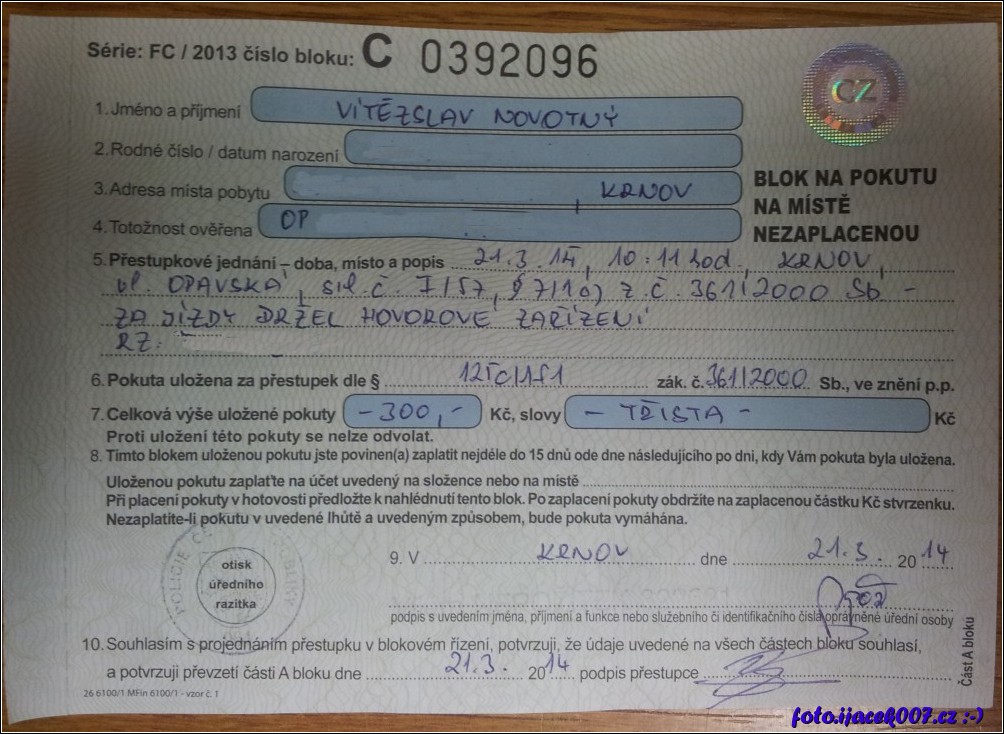 Série: FC / 2013 číslo bloku: C 0392096
CZ
1. Jméno a příjmení VÍTĚZSLAV NOVOTNÝ
2. Rodné číslo / datum narození
3. Adresa místa pobytu , KRNOV
4. Totožnost ověřena OP
BLOK NA POKUTU
NA MÍSTĚ
NEZAPLACENOU
5. Přestupkové jednání – doba, místo a popis 21.3.14, 10:11 hod, KRNOV,
ul. OPAVSKÁ, sil. č. I/57, § 7/1c) z.č. 361/2000 Sb -
ZA JÍZDY DRŽEL HOVOROVÉ ZAŘÍZENÍ
RZ:
6. Pokuta uložena za přestupek dle § zák. č. 361/2000 Sb., ve znění p.p.
7. Celková výše uložené pokuty -300,- Kč, slovy - TŘISTA - Kč
Proti uložení této pokuty se nelze odvolat.
8. Tímto blokem uloženou pokutu jste povinen(a) zaplatit nejdéle do 15 dnů ode dne následujícího po dni, kdy Vám pokuta byla uložena.
Uloženou pokutu zaplaťte na účet uvedený na složence nebo na místě
Při placení pokuty v hotovosti předložte k nahlédnutí tento blok. Po zaplacení pokuty obdržíte na zaplacenou částku Kč stvrzenku.
Nezaplatíte-li pokutu v uvedené lhůtě a uvedeným způsobem, bude pokuta vymáhána.
otisk
úředního
razítka
9. V KRNOV dne 21.3. 2014
podpis s uvedením jména, příjmení a funkce nebo služebního či identifikačního čísla oprávněné úřední osoby
10. Souhlasím s projednáním přestupku v blokovém řízení, potvrzuji, že údaje uvedené na všech částech bloku souhlasí,
a potvrzuji převzetí části A bloku dne 21.3. 2014 podpis přestupce
Část A bloku
26 6100/1 MFin 6100/1 - vzor č. 1
foto.ijacek007.cz :-)